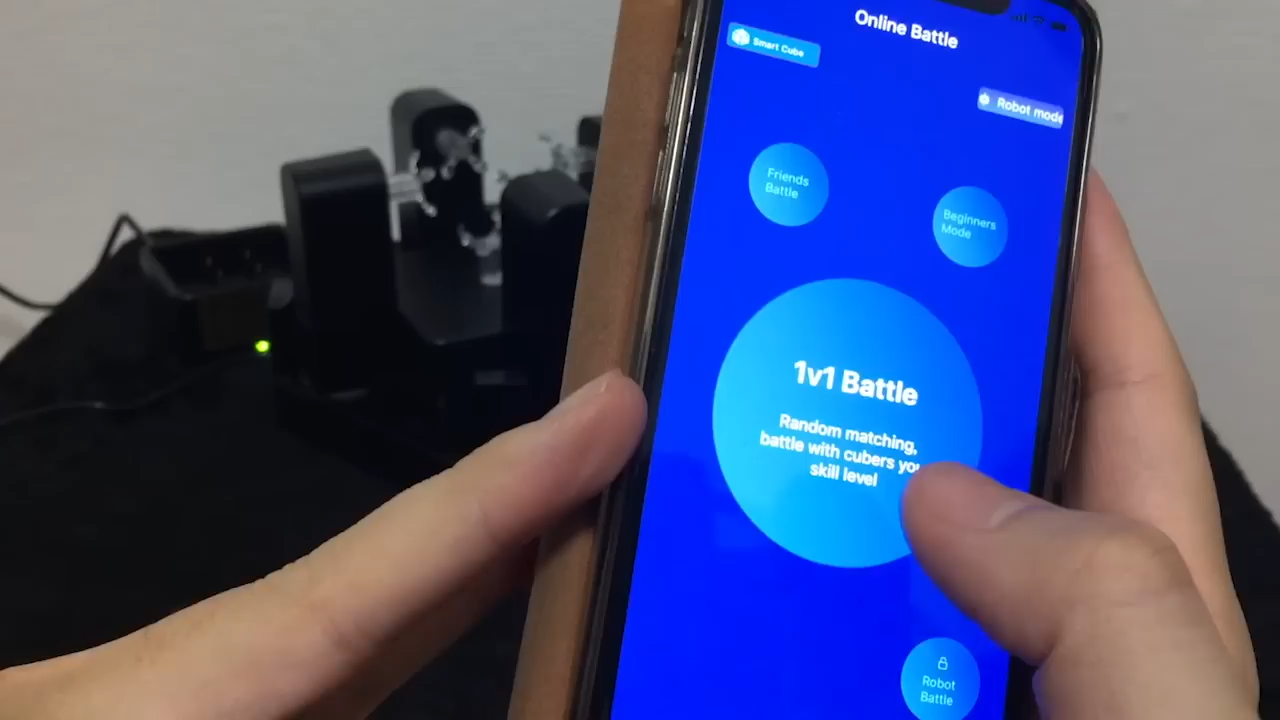 Online Battle
Smart Cube
Robot mode
Friends
Battle
Beginners
Mode
1v1 Battle
Random matching,
battle with cubers
skill level
Robot
Battle